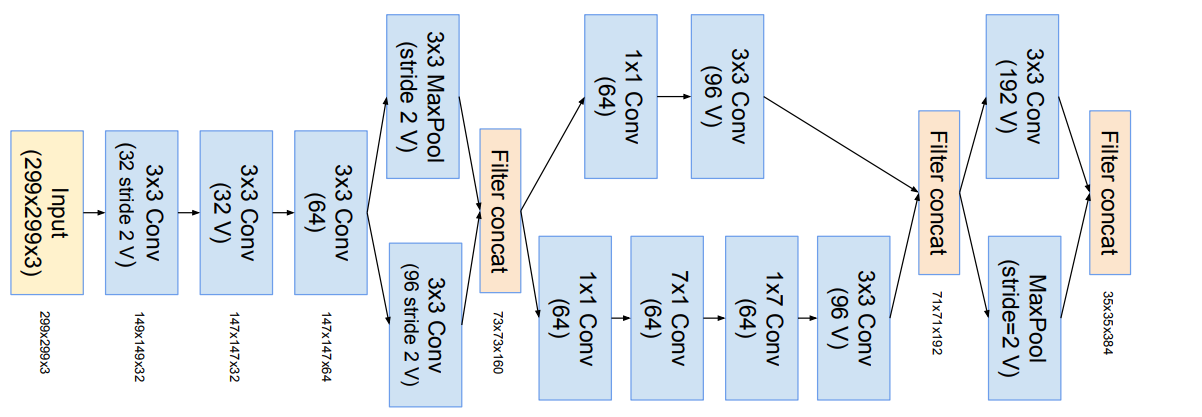 Input
(299x299x3)
299x299x3
3x3 Conv
(32 stride 2 V)
149x149x32
3x3 Conv
(32 V)
147x147x32
3x3 Conv
(64)
147x147x64
3x3 MaxPool
(stride 2 V)
3x3 Conv
(96 stride 2 V)
Filter concat
73x73x160
1x1 Conv
(64)
3x3 Conv
(96 V)
1x1 Conv
(64)
7x1 Conv
(64)
1x7 Conv
(64)
3x3 Conv
(96 V)
Filter concat
71x71x192
3x3 Conv
(192 V)
MaxPool
(stride=2 V)
Filter concat
35x35x384